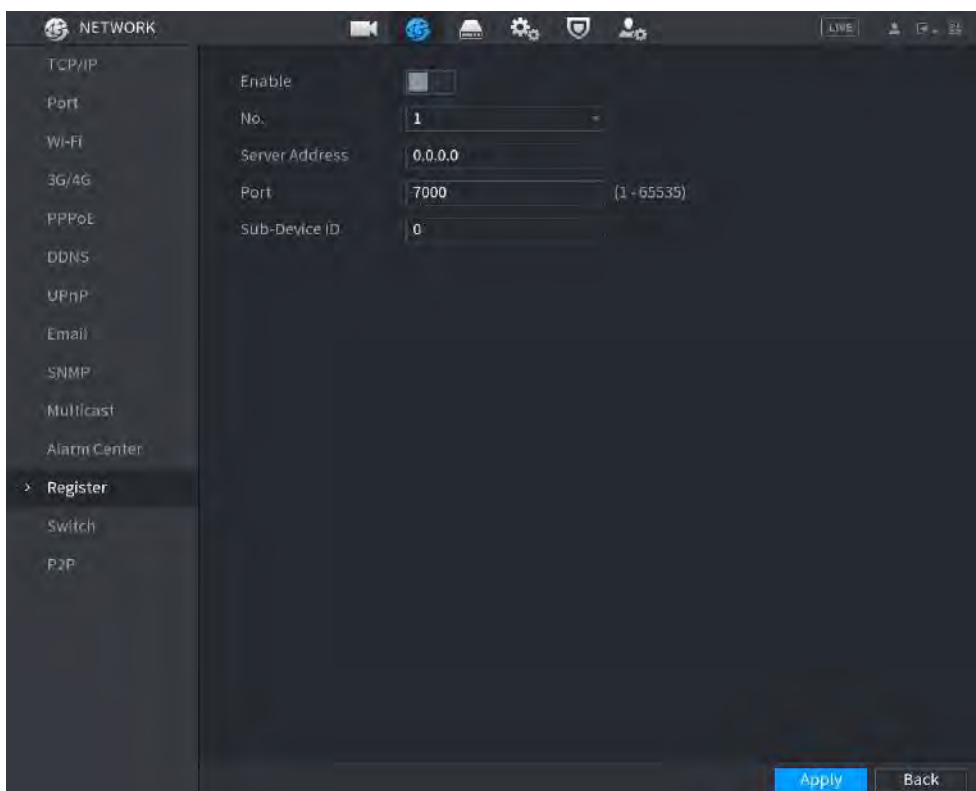 NETWORK
LIVE
TCP/IP
Port
Wi-Fi
3G/4G
PPPoE
DDNS
UPnP
Email
SNMP
Multicast
Alarm Center
> Register
Switch
P2P
Enable
No. 1
Server Address 0.0.0.0
Port 7000 (1 - 65535)
Sub-Device ID 0
Apply Back